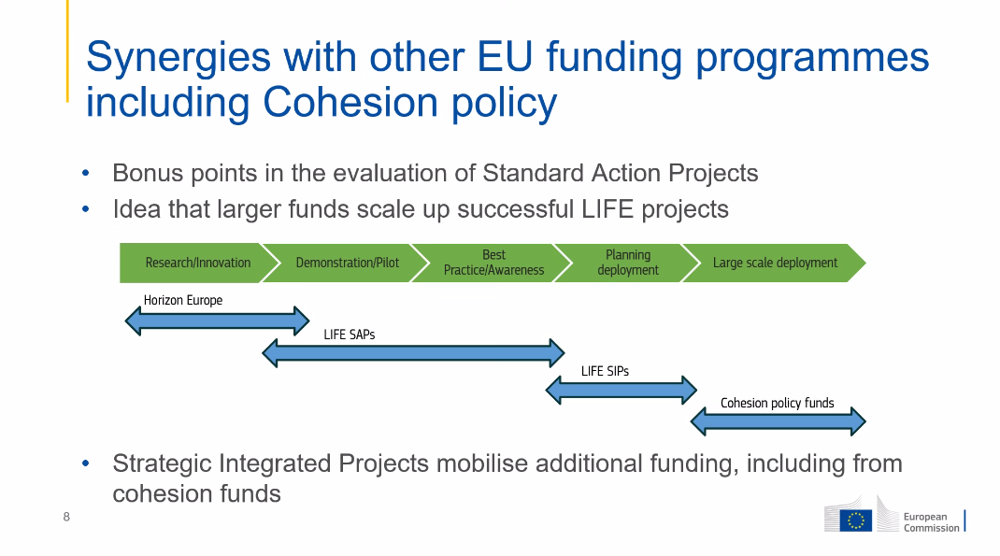 Synergies with other EU funding programmes
including Cohesion policy
• Bonus points in the evaluation of Standard Action Projects
• Idea that larger funds scale up successful LIFE projects
Research/Innovation
Demonstration/Pilot
Best
Practice/Awareness
Planning
deployment
Large scale deployment
Horizon Europe
LIFE SAPs
LIFE SIPs
Cohesion policy funds
• Strategic Integrated Projects mobilise additional funding, including from
cohesion funds
8
European
Commission